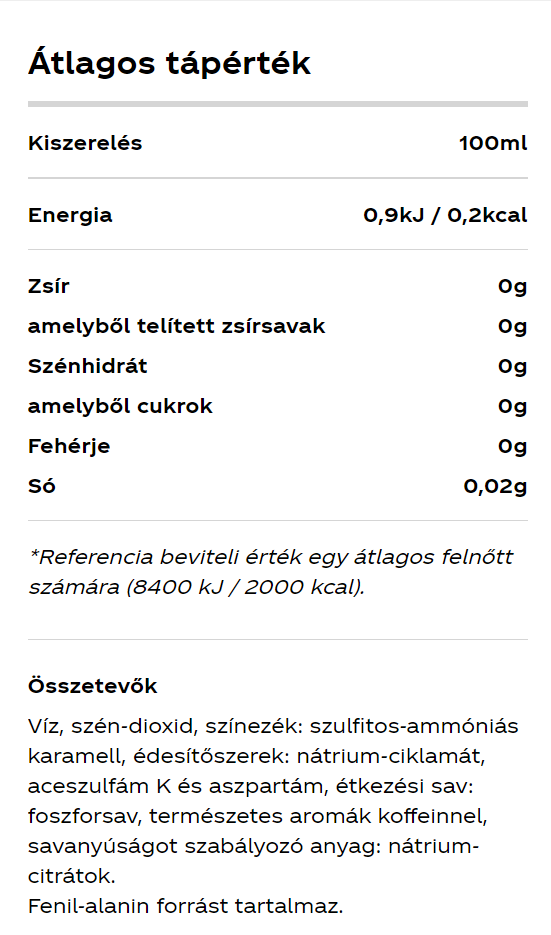 Átlagos tápérték
Kiszerelés 100ml
Energia 0,9kJ / 0,2kcal
Zsír 0g
amelyből telített zsírsavak 0g
Szénhidrát 0g
amelyből cukrok 0g
Fehérje 0g
Só 0,02g
*Referencia beviteli érték egy átlagos felnőtt
számára (8400 kJ / 2000 kcal).
Összetevők
Víz, szén-dioxid, színezék: szulfitos-ammóniás
karamell, édesítőszerek: nátrium-ciklamát,
aceszulfám K és aszpartám, étkezési sav:
foszforsav, természetes aromák koffeinnel,
savanyúságot szabályozó anyag: nátrium-
citrátok.
Fenil-alanin forrást tartalmaz.